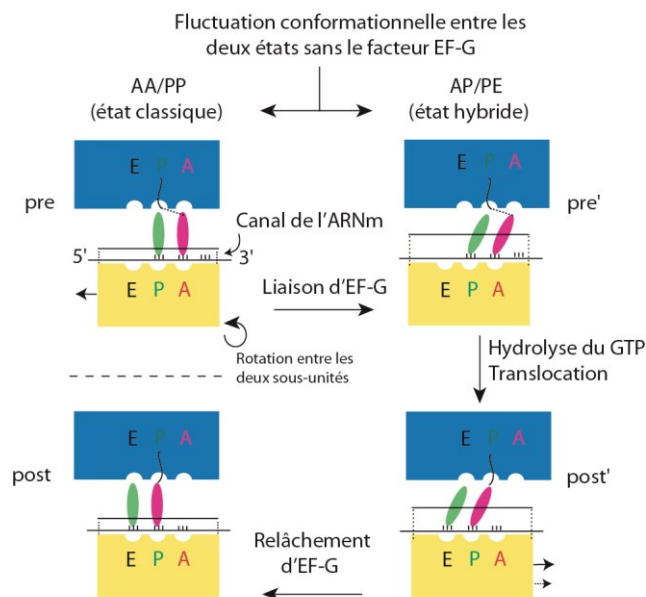 Fluctuation conformationnelle entre les
deux états sans le facteur EF-G
AA/PP
(état classique)
AP/PE
(état hybride)
E P A
E P A
pre
pre'
Canal de l'ARNm
5'
3'
E P A
E P A
Liaison d'EF-G
Rotation entre les
deux sous-unités
Hydrolyse du GTP
Translocation
E P A
E P A
post
post'
E P A
E P A
Relâchement
d'EF-G